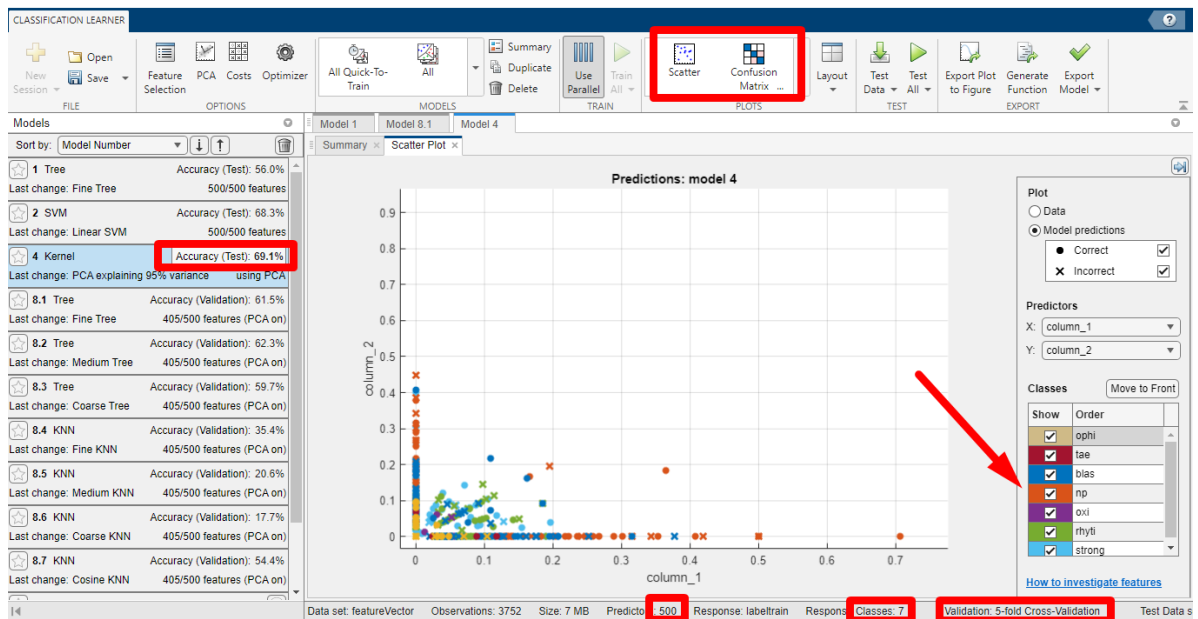 CLASSIFICATION LEARNER
?
New Session
Open
Save
Feature Selection
PCA
Costs
Optimizer
All Quick-To-Train
All
Summary
Duplicate
Delete
Use Parallel
Train All
Scatter
Confusion Matrix ...
Layout
Test Data
Test All
Export Plot to Figure
Generate Function
Export Model
FILE
OPTIONS
MODELS
TRAIN
PLOTS
TEST
EXPORT
Models
Sort by: Model Number
1 Tree Accuracy (Test): 56.0%
Last change: Fine Tree 500/500 features
2 SVM Accuracy (Test): 68.3%
Last change: Linear SVM 500/500 features
4 Kernel Accuracy (Test): 69.1%
Last change: PCA explaining 95% variance using PCA
8.1 Tree Accuracy (Validation): 61.5%
Last change: Fine Tree 405/500 features (PCA on)
8.2 Tree Accuracy (Validation): 62.3%
Last change: Medium Tree 405/500 features (PCA on)
8.3 Tree Accuracy (Validation): 59.7%
Last change: Coarse Tree 405/500 features (PCA on)
8.4 KNN Accuracy (Validation): 35.4%
Last change: Fine KNN 405/500 features (PCA on)
8.5 KNN Accuracy (Validation): 20.6%
Last change: Medium KNN 405/500 features (PCA on)
8.6 KNN Accuracy (Validation): 17.7%
Last change: Coarse KNN 405/500 features (PCA on)
8.7 KNN Accuracy (Validation): 54.4%
Last change: Cosine KNN 405/500 features (PCA on)
Model 1 Model 8.1 Model 4
Summary Scatter Plot
Predictions: model 4
0.9
0.8
0.7
0.6
0.5
0.4
0.3
0.2
0.1
0
column_2
0 0.1 0.2 0.3 0.4 0.5 0.6 0.7
column_1
Plot
Data
Model predictions
Correct
Incorrect
Predictors
X: column_1
Y: column_2
Classes Move to Front
Show Order
ophi
tae
blas
np
oxi
rhyti
strong
How to investigate features
Data set: featureVector Observations: 3752 Size: 7 MB Predictor : 500 Response: labeltrain Respons Classes: 7 Validation: 5-fold Cross-Validation Test Data s